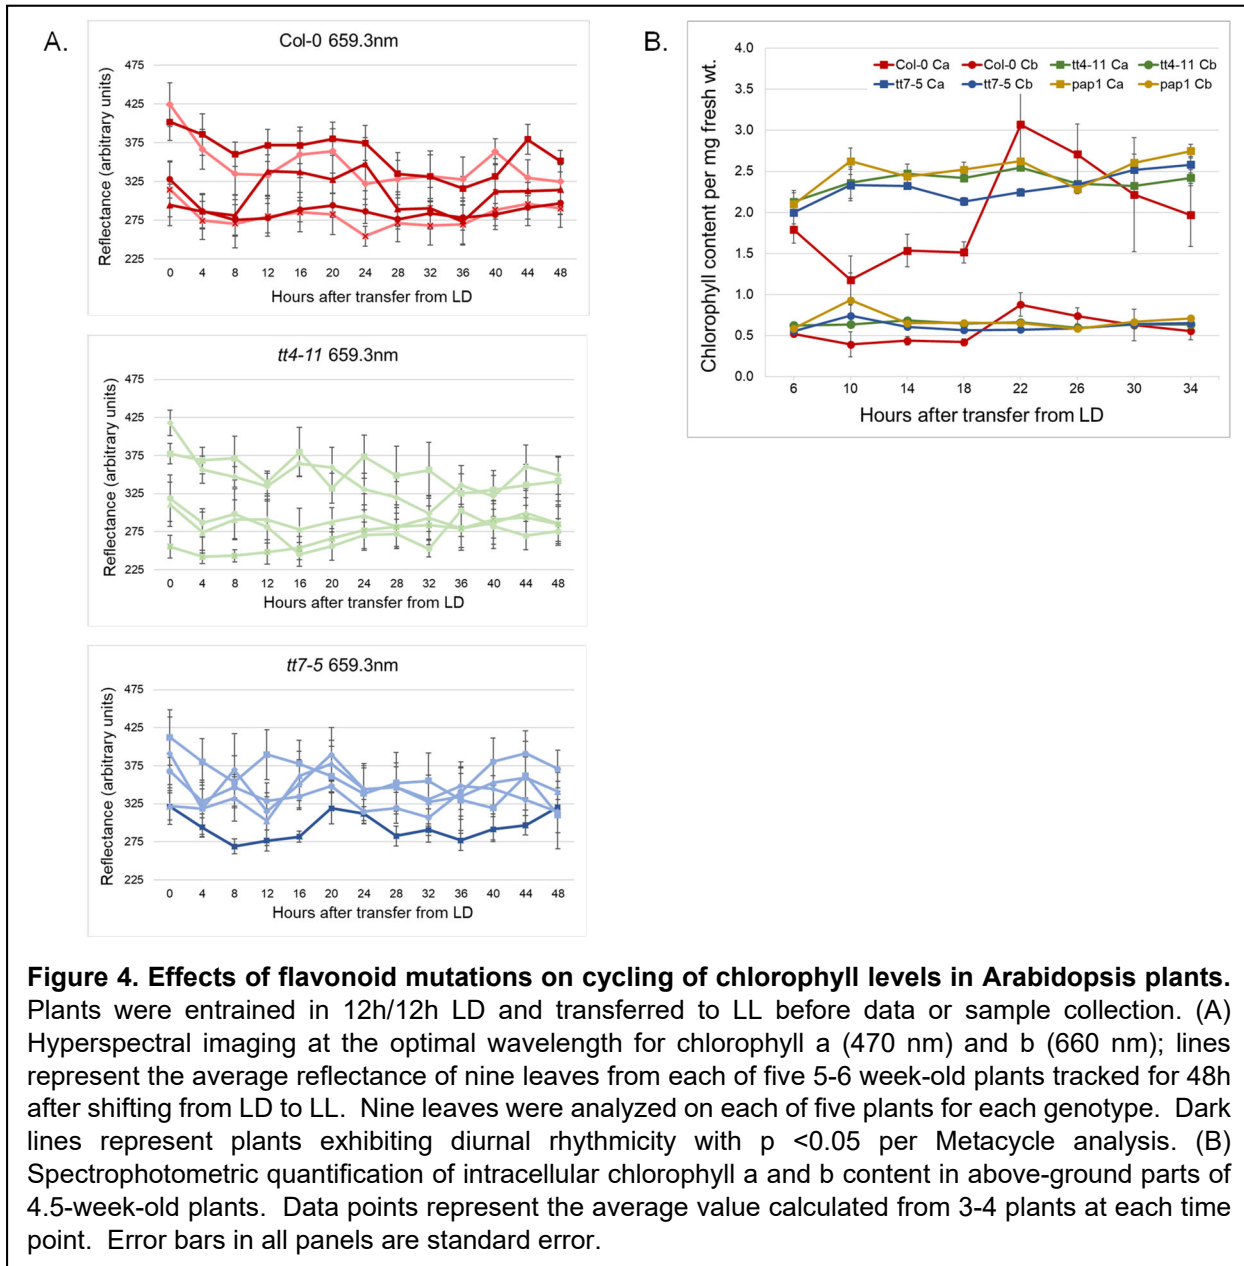 A.
Col-0 659.3nm
Reflectance (arbitrary units)
475
425
375
325
275
225
0 4 8 12 16 20 24 28 32 36 40 44 48
Hours after transfer from LD
tt4-11 659.3nm
Reflectance (arbitrary units)
475
425
375
325
275
225
0 4 8 12 16 20 24 28 32 36 40 44 48
Hours after transfer from LD
tt7-5 659.3nm
Reflectance (arbitrary units)
475
425
375
325
275
225
0 4 8 12 16 20 24 28 32 36 40 44 48
Hours after transfer from LD
B.
Chlorophyll content per mg fresh wt.
4.0
3.5
3.0
2.5
2.0
1.5
1.0
0.5
0.0
Col-0 Ca Col-0 Cb tt4-11 Ca tt4-11 Cb
tt7-5 Ca tt7-5 Cb pap1 Ca pap1 Cb
6 10 14 18 22 26 30 34
Hours after transfer from LD
Figure 4. Effects of flavonoid mutations on cycling of chlorophyll levels in Arabidopsis plants.
Plants were entrained in 12h/12h LD and transferred to LL before data or sample collection. (A)
Hyperspectral imaging at the optimal wavelength for chlorophyll a (470 nm) and b (660 nm); lines
represent the average reflectance of nine leaves from each of five 5-6 week-old plants tracked for 48h
after shifting from LD to LL. Nine leaves were analyzed on each of five plants for each genotype. Dark
lines represent plants exhibiting diurnal rhythmicity with p <0.05 per Metacycle analysis. (B)
Spectrophotometric quantification of intracellular chlorophyll a and b content in above-ground parts of
4.5-week-old plants. Data points represent the average value calculated from 3-4 plants at each time
point. Error bars in all panels are standard error.